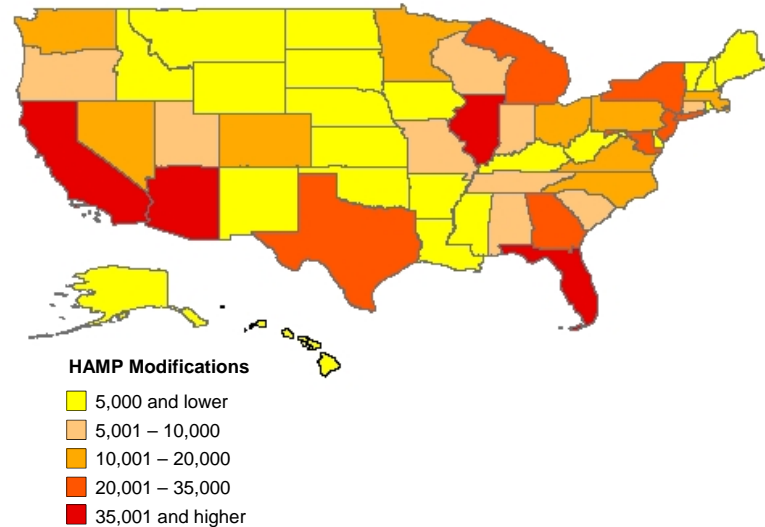 HAMP Modifications
5,000 and lower
5,001 – 10,000
10,001 – 20,000
20,001 – 35,000
35,001 and higher